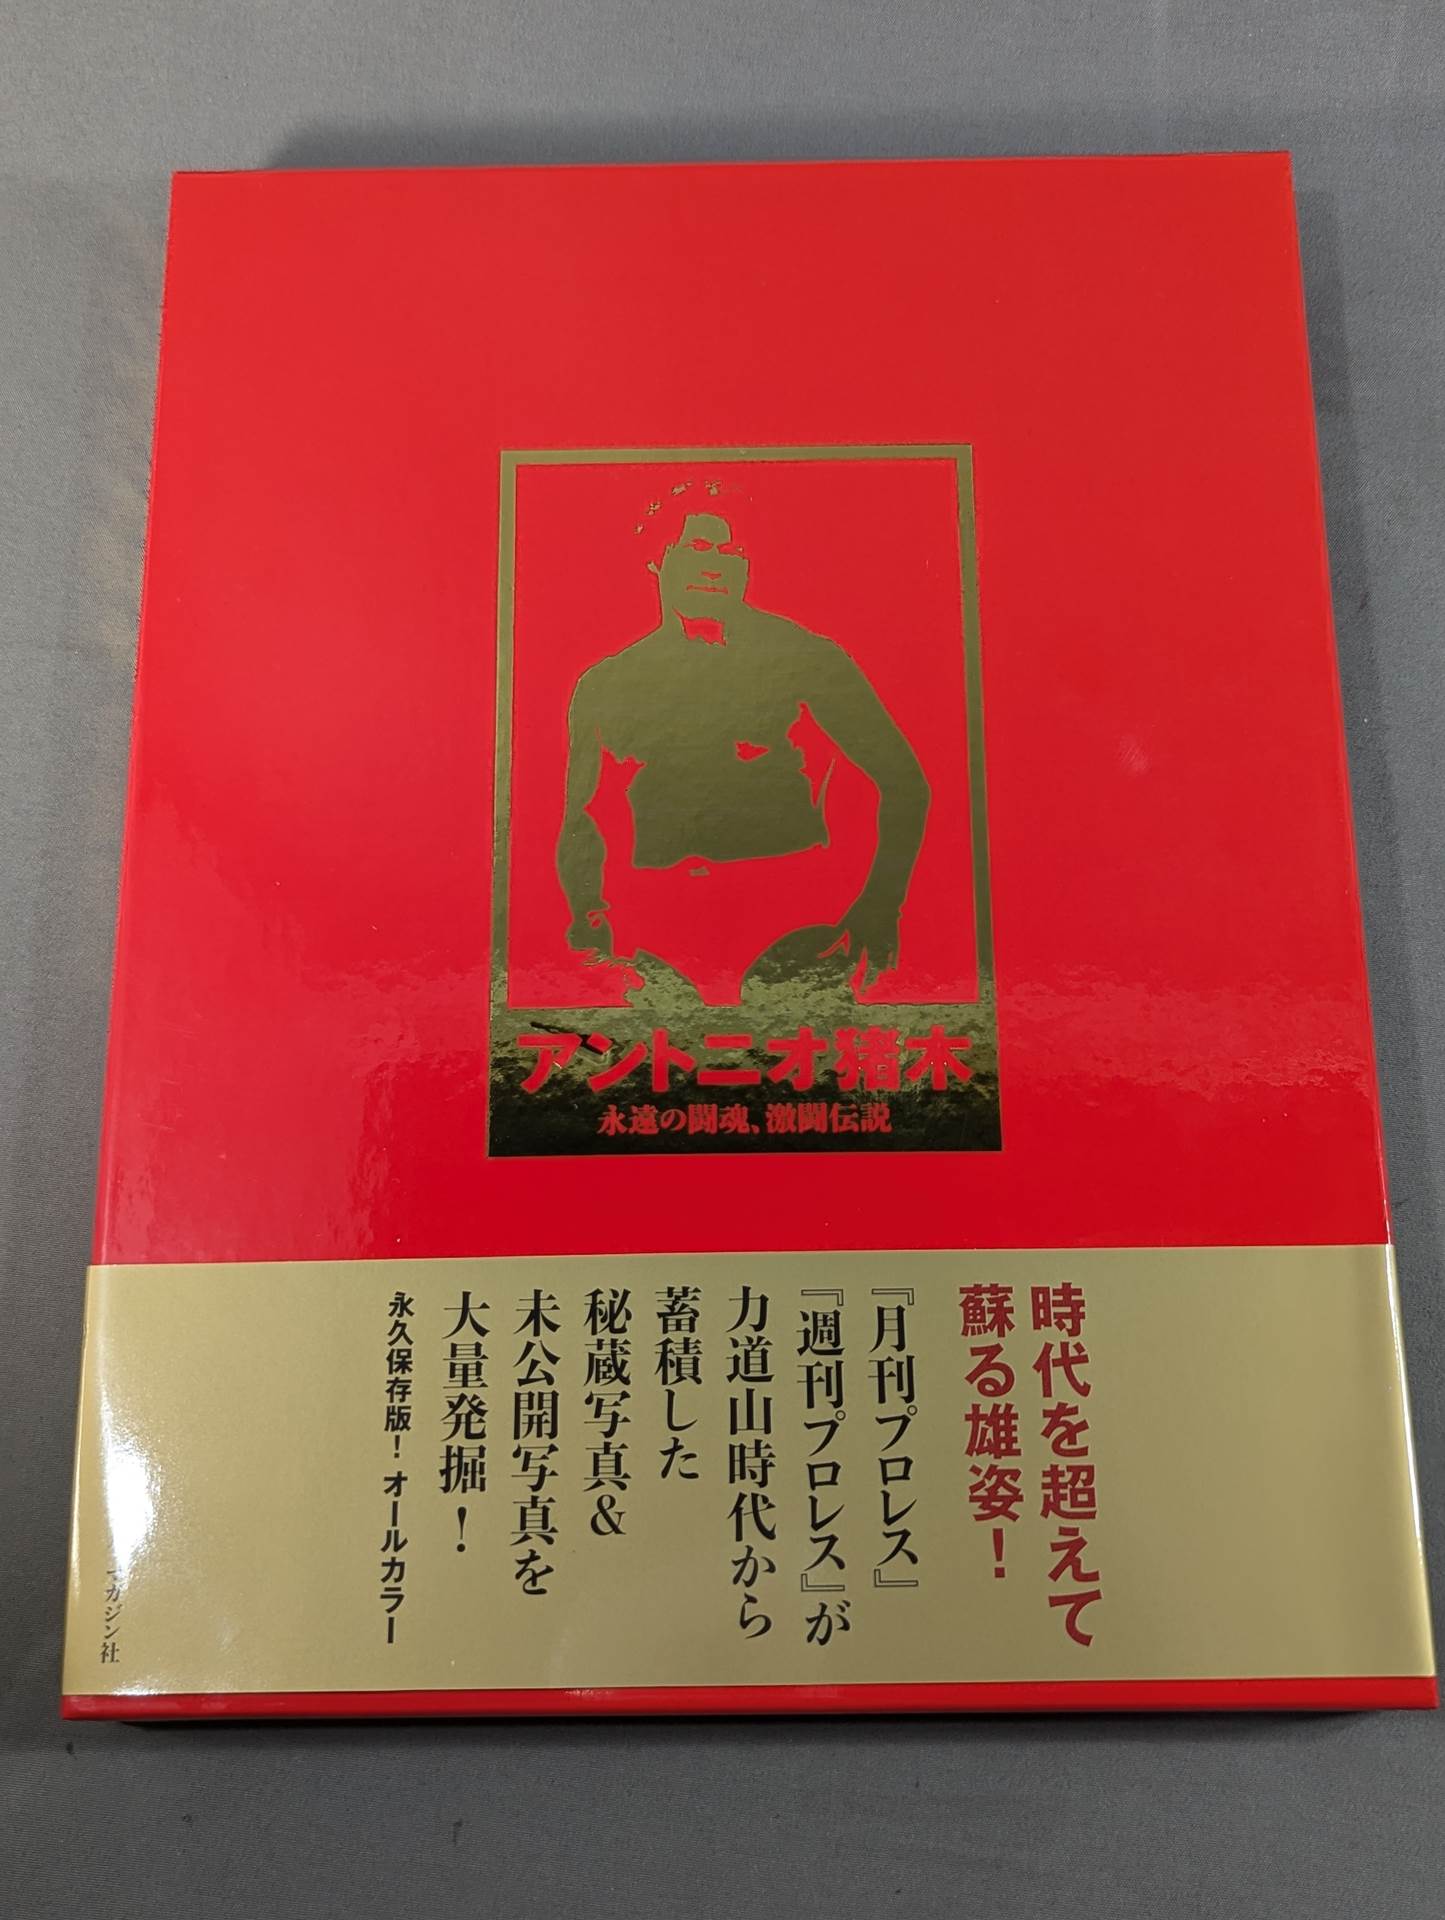 アントニオ猪木
永遠の闘魂、激闘伝説
時代を超えて
蘇る雄姿！
『月刊プロレス』
『週刊プロレス』が
力道山時代から
蓄積した
秘蔵写真&
未公開写真を
大量発掘！
永久保存版！ オールカラー
マガジン社